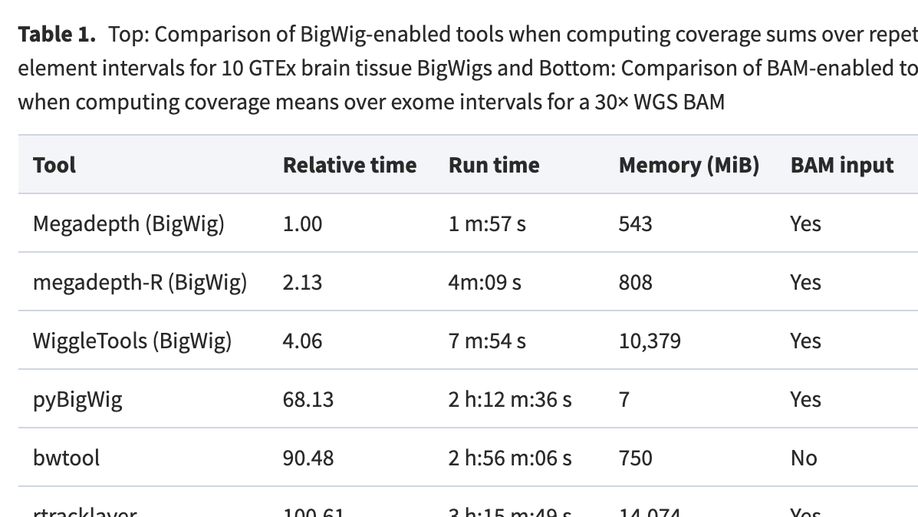 Table 1. Top: Comparison of BigWig-enabled tools when computing coverage sums over repet
element intervals for 10 GTEx brain tissue BigWigs and Bottom: Comparison of BAM-enabled to
when computing coverage means over exome intervals for a 30× WGS BAM
Tool Relative time Run time Memory (MiB) BAM input
Megadepth (BigWig) 1.00 1 m:57 s 543 Yes
megadepth-R (BigWig) 2.13 4m:09 s 808 Yes
WiggleTools (BigWig) 4.06 7 m:54 s 10,379 Yes
pyBigWig 68.13 2 h:12 m:36 s 7 Yes
bwtool 90.48 2 h:56 m:06 s 750 No
rtracklayer 100.61 3 h:15 m:49 s 14,074 Yes